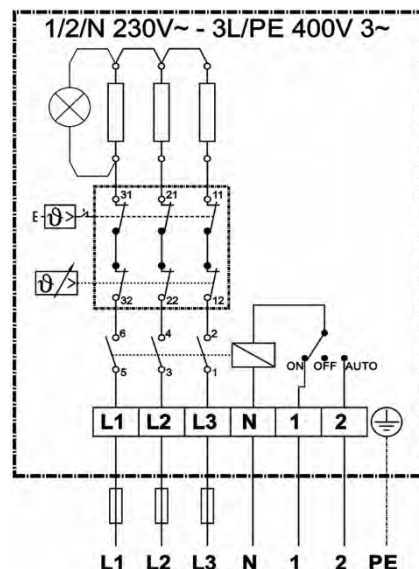 1/2/N 230V~ - 3L/PE 400V 3~
31 21 11
E ϑ >
ϑ >
32 22 12
6 4 2
5 3 1
ON OFF AUTO
L1 L2 L3 N 1 2
L1 L2 L3 N 1 2 PE